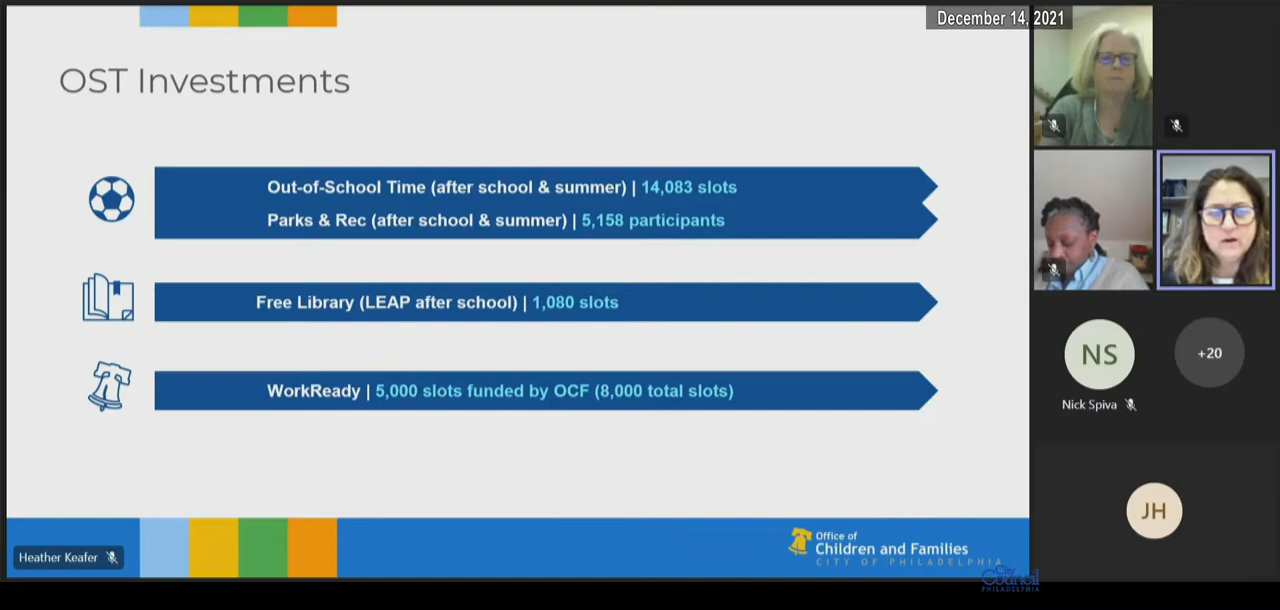 December 14, 2021
OST Investments
Out-of-School Time (after school & summer) | 14,083 slots
Parks & Rec (after school & summer) | 5,158 participants
Free Library (LEAP after school) | 1,080 slots
WorkReady | 5,000 slots funded by OCF (8,000 total slots)
NS
+20
Nick Spiva
JH
Heather Keafer
Office of
Children and Families
CITY OF PHILADELPHIA
City
Council
PHILADELPHIA